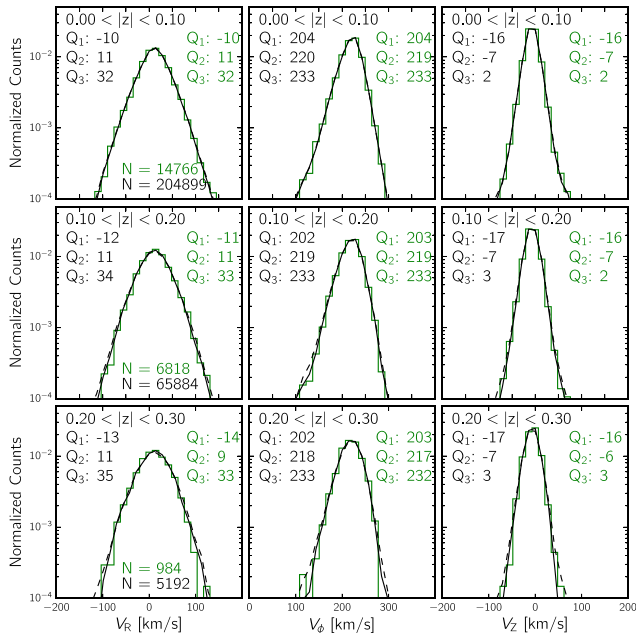 0.00 < |z| < 0.10
Q₁: -10 Q₁: -10
Q₂: 11 Q₂: 11
Q₃: 32 Q₃: 32
N = 14766
N = 204899
Normalized Counts
10⁻²
10⁻³
10⁻⁴
0.00 < |z| < 0.10
Q₁: 204 Q₁: 204
Q₂: 220 Q₂: 219
Q₃: 233 Q₃: 233
0.00 < |z| < 0.10
Q₁: -16 Q₁: -16
Q₂: -7 Q₂: -7
Q₃: 2 Q₃: 2
0.10 < |z| < 0.20
Q₁: -12 Q₁: -11
Q₂: 11 Q₂: 11
Q₃: 34 Q₃: 33
N = 6818
N = 65884
Normalized Counts
10⁻²
10⁻³
10⁻⁴
0.10 < |z| < 0.20
Q₁: 202 Q₁: 203
Q₂: 219 Q₂: 219
Q₃: 233 Q₃: 233
0.10 < |z| < 0.20
Q₁: -17 Q₁: -16
Q₂: -7 Q₂: -7
Q₃: 3 Q₃: 2
0.20 < |z| < 0.30
Q₁: -13 Q₁: -14
Q₂: 11 Q₂: 9
Q₃: 35 Q₃: 33
N = 984
N = 5192
Normalized Counts
10⁻²
10⁻³
10⁻⁴
0.20 < |z| < 0.30
Q₁: 202 Q₁: 203
Q₂: 218 Q₂: 217
Q₃: 233 Q₃: 232
0.20 < |z| < 0.30
Q₁: -17 Q₁: -16
Q₂: -7 Q₂: -6
Q₃: 3 Q₃: 3
−200 −100 0 100
V_R [km/s]
0 100 200 300
V_ϕ [km/s]
−200 −100 0 100 200
V_Z [km/s]